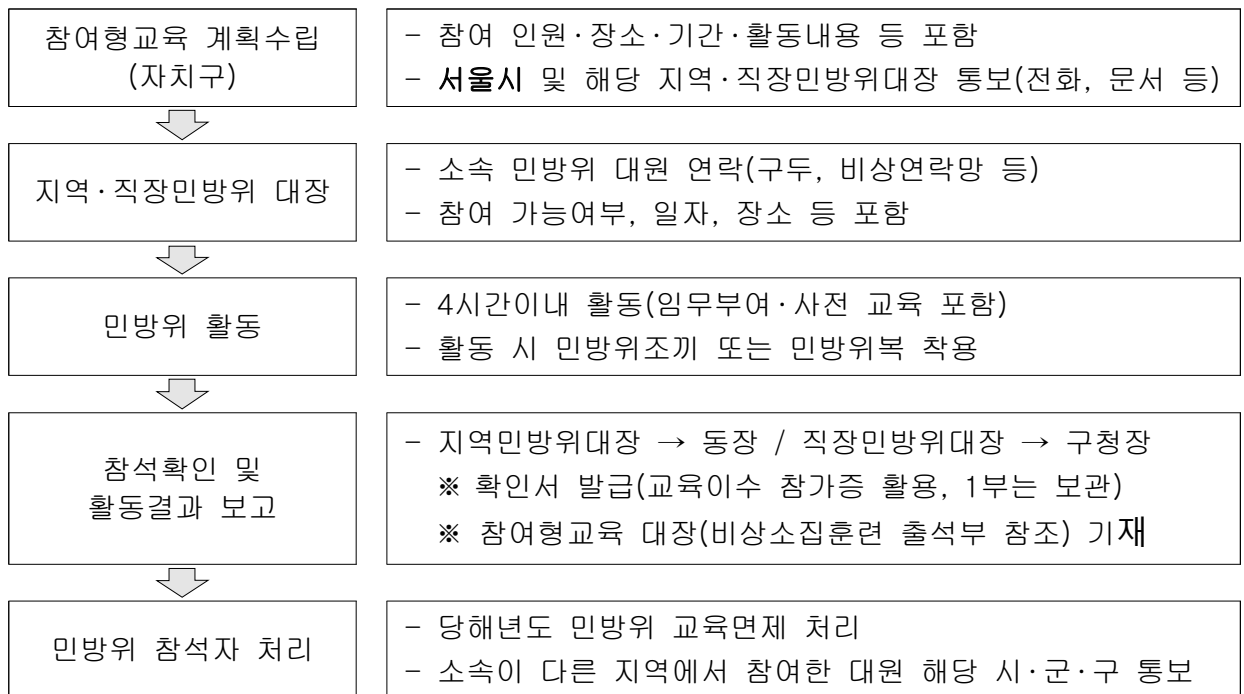 참여형교육 계획수립
(자치구)
- 참여 인원·장소·기간·활동내용 등 포함
- 서울시 및 해당 지역·직장민방위대장 통보(전화, 문서 등)
지역·직장민방위 대장
- 소속 민방위 대원 연락(구두, 비상연락망 등)
- 참여 가능여부, 일자, 장소 등 포함
민방위 활동
- 4시간이내 활동(임무부여·사전 교육 포함)
- 활동 시 민방위조끼 또는 민방위복 착용
참석확인 및
활동결과 보고
- 지역민방위대장 → 동장 / 직장민방위대장 → 구청장
※ 확인서 발급(교육이수 참가증 활용, 1부는 보관)
※ 참여형교육 대장(비상소집훈련 출석부 참조) 기재
민방위 참석자 처리
- 당해년도 민방위 교육면제 처리
- 소속이 다른 지역에서 참여한 대원 해당 시·군·구 통보